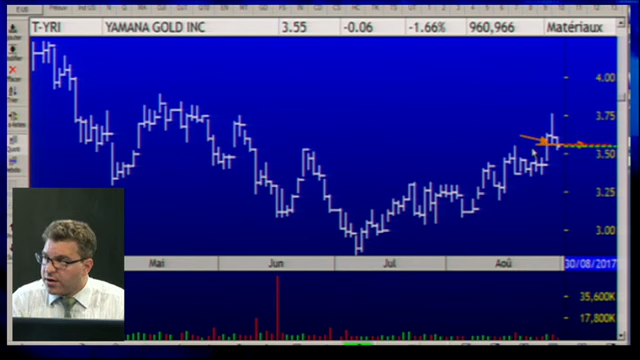 T-YRI YAMANA GOLD INC 3.55 -0.06 -1.66% 960,966 Matériaux
4.00
3.75
3.50
3.25
3.00
Mai Jun Jul Aoû 30/08/2017
35,600K
17,800K